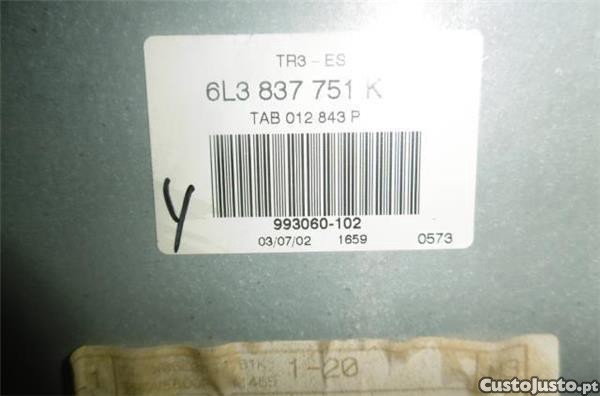 TR3 - ES
6L3 837 751 K
TAB 012 843 P
993060-102
03/07/02 1659 0573
Y
1-20
CustoJusto.pt